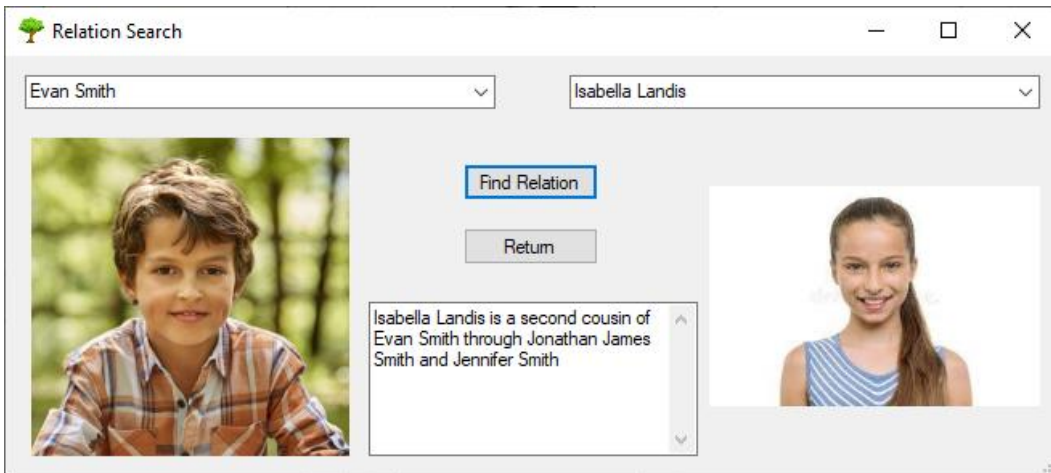 Relation Search
Evan Smith
Isabella Landis
Find Relation
Return
Isabella Landis is a second cousin of
Evan Smith through Jonathan James
Smith and Jennifer Smith